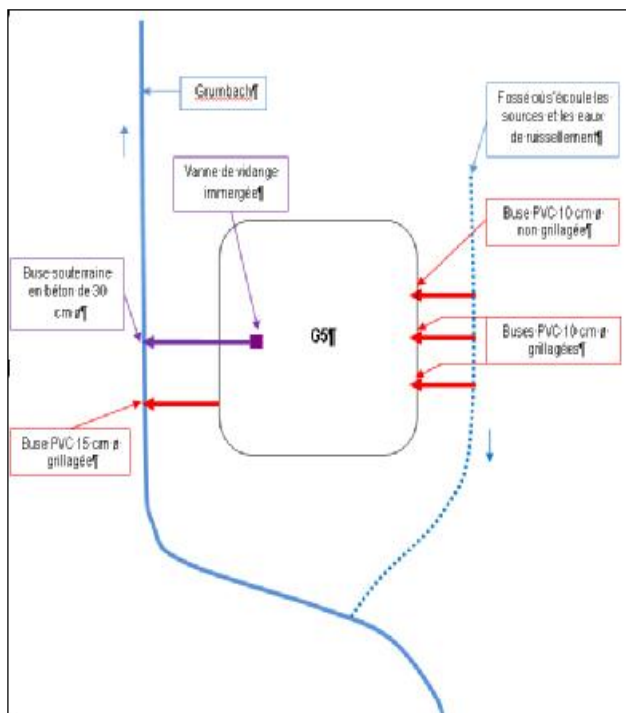 Grumbach¶
Fossé·où·s'écoule·les·
sources·et·les·eaux·
de·ruissellement¶
Vanne·de·vidange·
immergée¶
Buse·PVC·10·cm·ø·
non·grillagée¶
Buse·souterraine·
en·béton·de·30·
cm·ø¶
G5¶
Buses·PVC·10·cm·ø·
grillagées¶
Buse·PVC·15·cm·ø·
grillagée¶